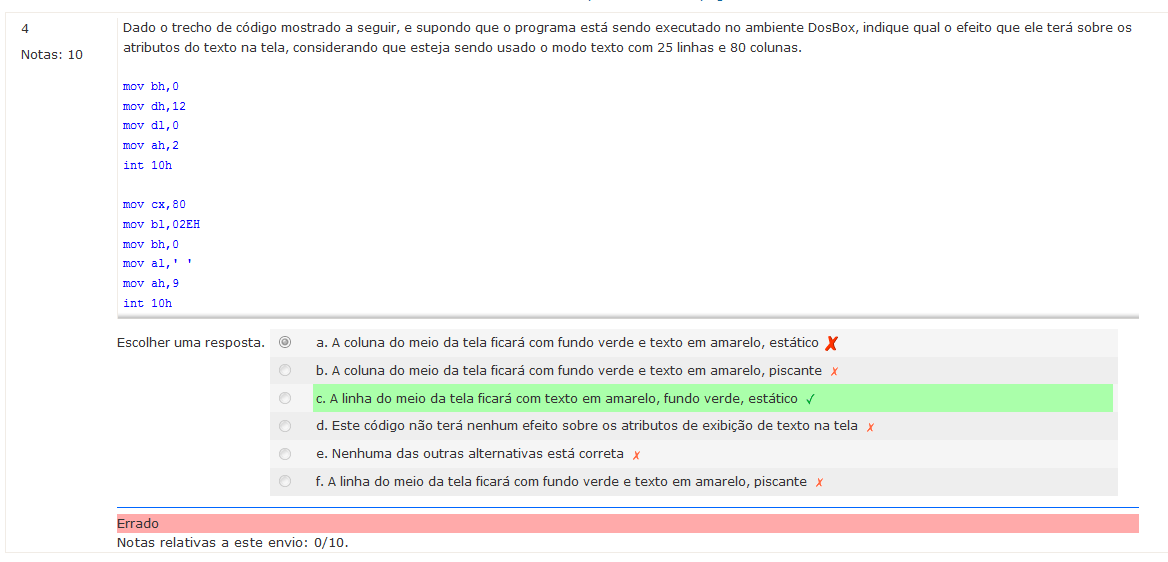 4
Notas: 10
Dado o trecho de código mostrado a seguir, e supondo que o programa está sendo executado no ambiente DosBox, indique qual o efeito que ele terá sobre os
atributos do texto na tela, considerando que esteja sendo usado o modo texto com 25 linhas e 80 colunas.
mov bh,0
mov dh,12
mov dl,0
mov ah,2
int 10h
mov cx,80
mov bl,02EH
mov bh,0
mov al,' '
mov ah,9
int 10h
Escolher uma resposta.
a. A coluna do meio da tela ficará com fundo verde e texto em amarelo, estático ✗
b. A coluna do meio da tela ficará com fundo verde e texto em amarelo, piscante ✗
c. A linha do meio da tela ficará com texto em amarelo, fundo verde, estático ✓
d. Este código não terá nenhum efeito sobre os atributos de exibição de texto na tela ✗
e. Nenhuma das outras alternativas está correta ✗
f. A linha do meio da tela ficará com fundo verde e texto em amarelo, piscante ✗
Errado
Notas relativas a este envio: 0/10.